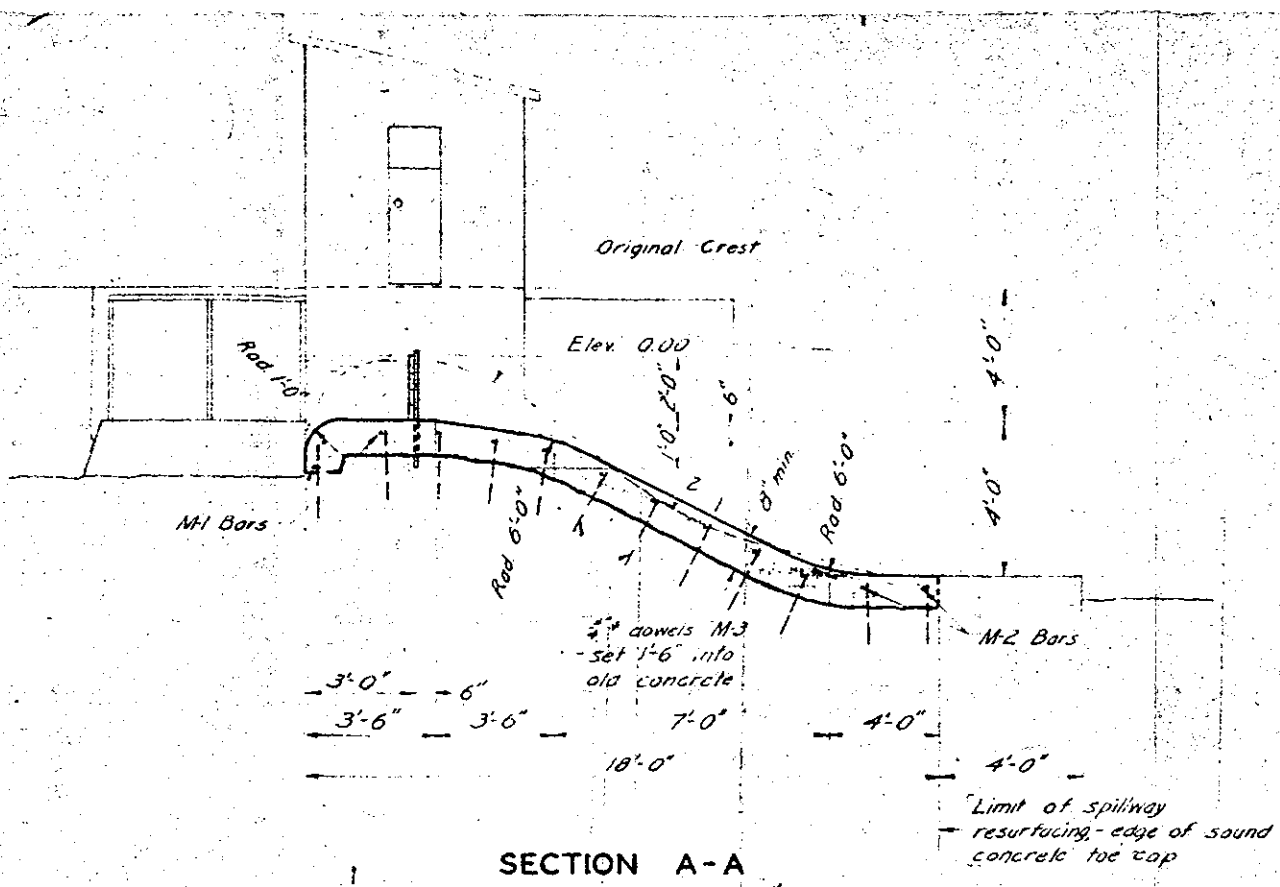 Original Crest
Elev. 0.00
Rad. 1'-0"
1'-0"
2'-0"
6"
4'-0"
2
8" min.
Rad. 6'-0"
4'-0"
M-1 Bars
Rad. 6'-0"
dowels M-3
set 1'-6" into
old concrete
M-2 Bars
3'-0"
6"
3'-6"
3'-6"
7'-0"
4'-0"
18'-0"
4'-0"
Limit of spillway
resurfacing - edge of sound
concrete toe cap
SECTION A-A